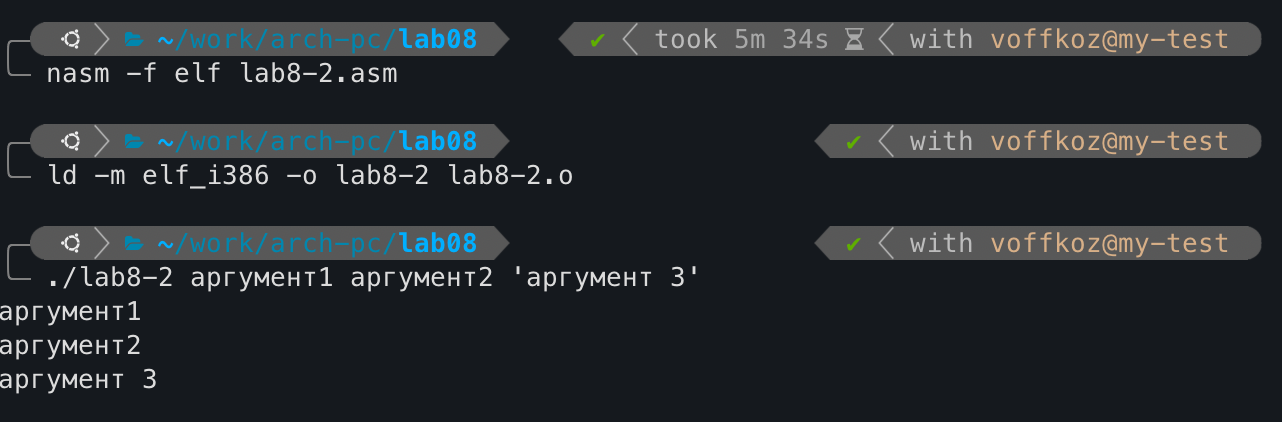 ~/work/arch-pc/lab08 ✔ took 5m 34s with voffkoz@my-test
nasm -f elf lab8-2.asm
~/work/arch-pc/lab08 ✔ with voffkoz@my-test
ld -m elf_i386 -o lab8-2 lab8-2.o
~/work/arch-pc/lab08 ✔ with voffkoz@my-test
./lab8-2 аргумент1 аргумент2 'аргумент 3'
аргумент1
аргумент2
аргумент 3